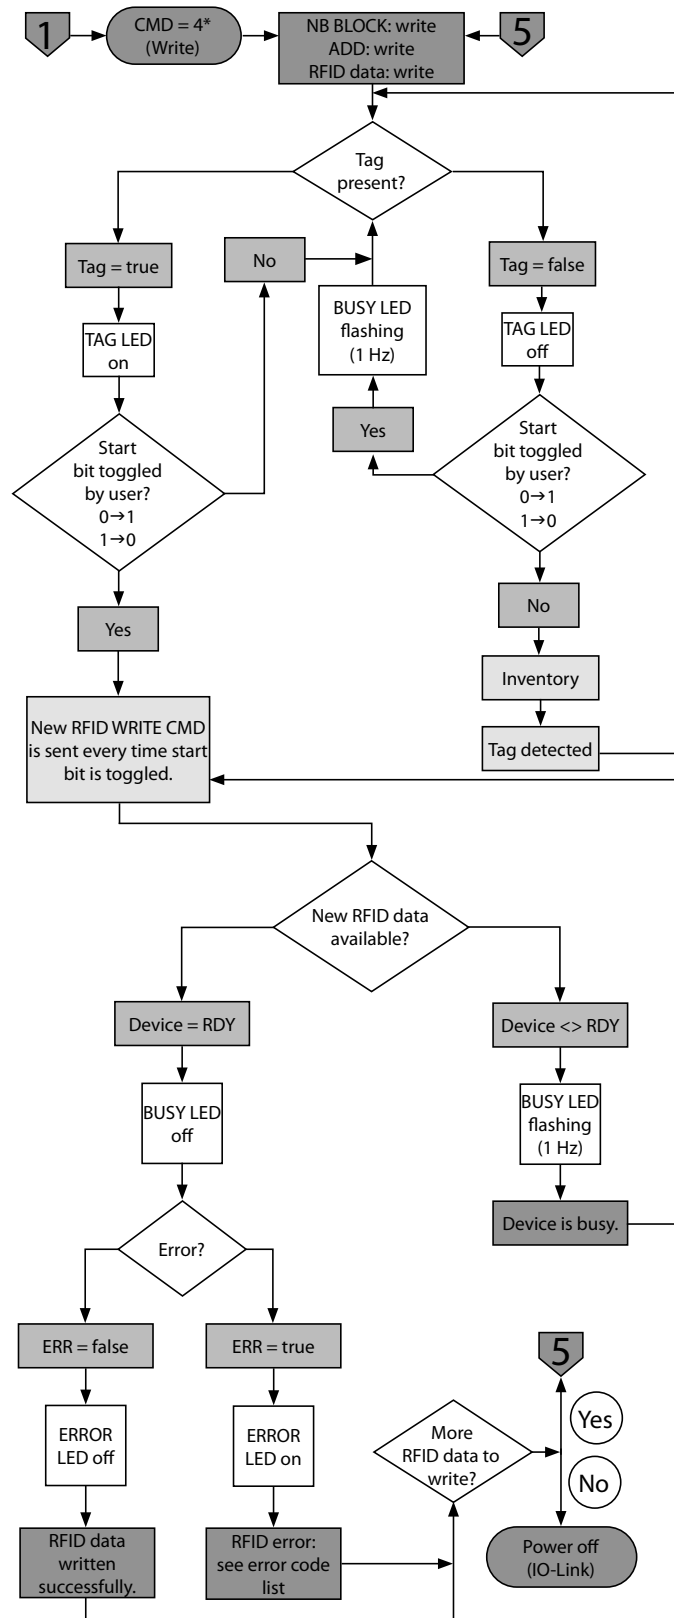 1
CMD = 4*
(Write)
NB BLOCK: write
ADD: write
RFID data: write
5
Tag
present?
Tag = true
No
Tag = false
TAG LED
on
BUSY LED
flashing
(1 Hz)
TAG LED
off
Yes
Start
bit toggled
by user?
0→1
1→0
Start
bit toggled
by user?
0→1
1→0
Yes
No
Inventory
New RFID WRITE CMD
is sent every time start
bit is toggled.
Tag detected
New RFID data
available?
Device = RDY
Device <> RDY
BUSY LED
off
BUSY LED
flashing
(1 Hz)
Device is busy.
Error?
ERR = false
ERR = true
5
ERROR
LED off
ERROR
LED on
More
RFID data to
write?
Yes
No
RFID data
written
successfully.
RFID error:
see error code
list
Power off
(IO-Link)